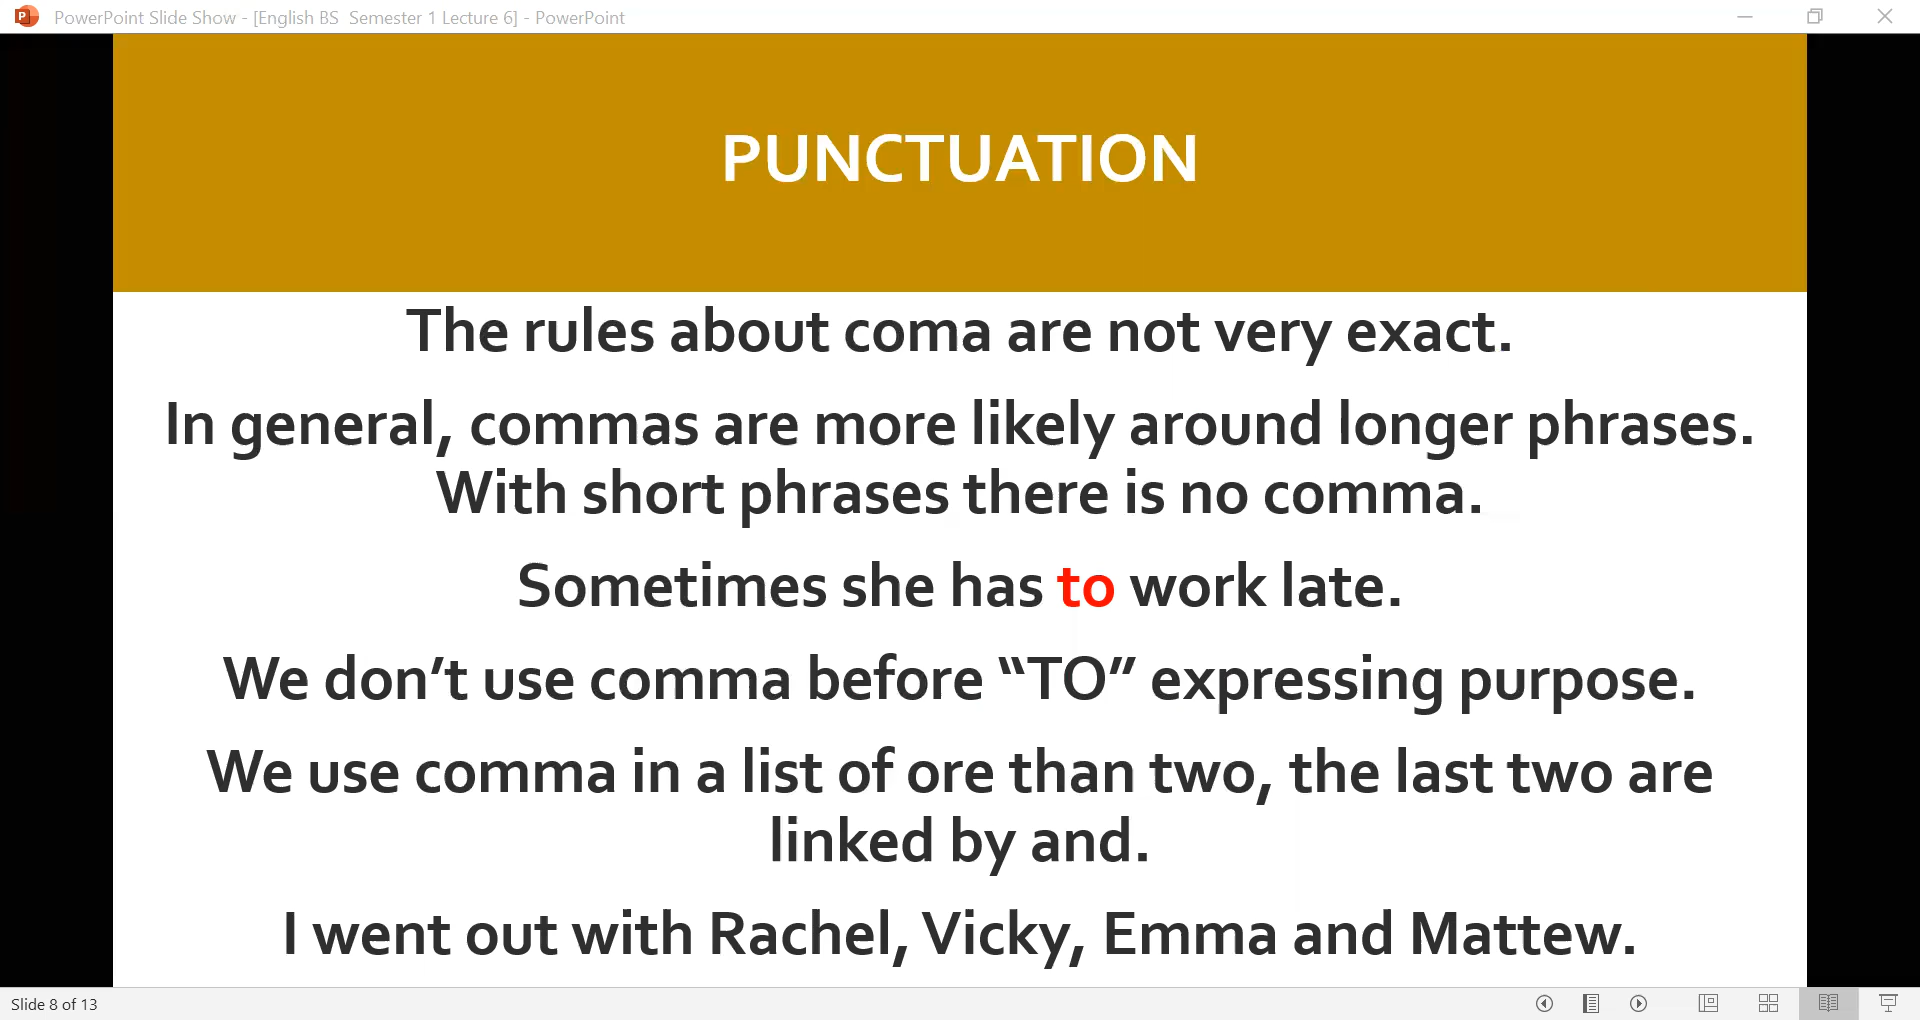 PowerPoint Slide Show - [English BS  Semester 1 Lecture 6] - PowerPoint
PUNCTUATION
The rules about coma are not very exact.
In general, commas are more likely around longer phrases.
With short phrases there is no comma.
Sometimes she has to work late.
We don’t use comma before “TO” expressing purpose.
We use comma in a list of ore than two, the last two are
linked by and.
I went out with Rachel, Vicky, Emma and Mattew.
Slide 8 of 13